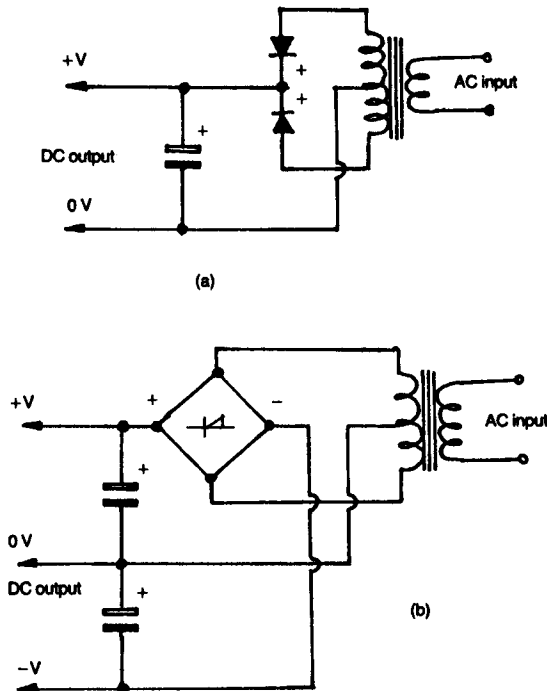 +V
+
+
AC input
+
DC output
0 V
(a)
+V
+
−
AC input
+
0 V
DC output
+
(b)
−V